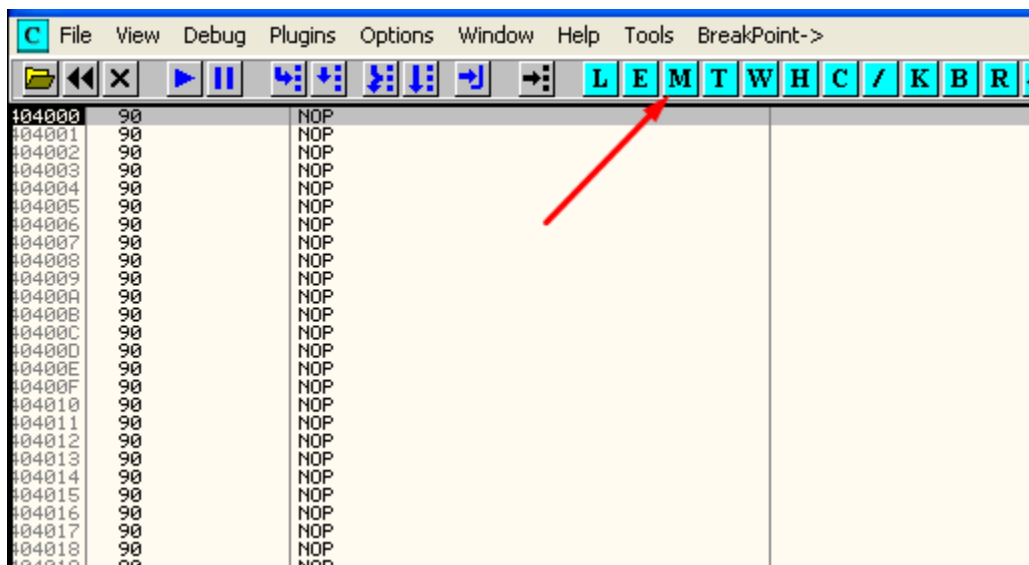 C File View Debug Plugins Options Window Help Tools BreakPoint->
L E M T W H C / K B R
404000 90 NOP
404001 90 NOP
404002 90 NOP
404003 90 NOP
404004 90 NOP
404005 90 NOP
404006 90 NOP
404007 90 NOP
404008 90 NOP
404009 90 NOP
40400A 90 NOP
40400B 90 NOP
40400C 90 NOP
40400D 90 NOP
40400E 90 NOP
40400F 90 NOP
404010 90 NOP
404011 90 NOP
404012 90 NOP
404013 90 NOP
404014 90 NOP
404015 90 NOP
404016 90 NOP
404017 90 NOP
404018 90 NOP